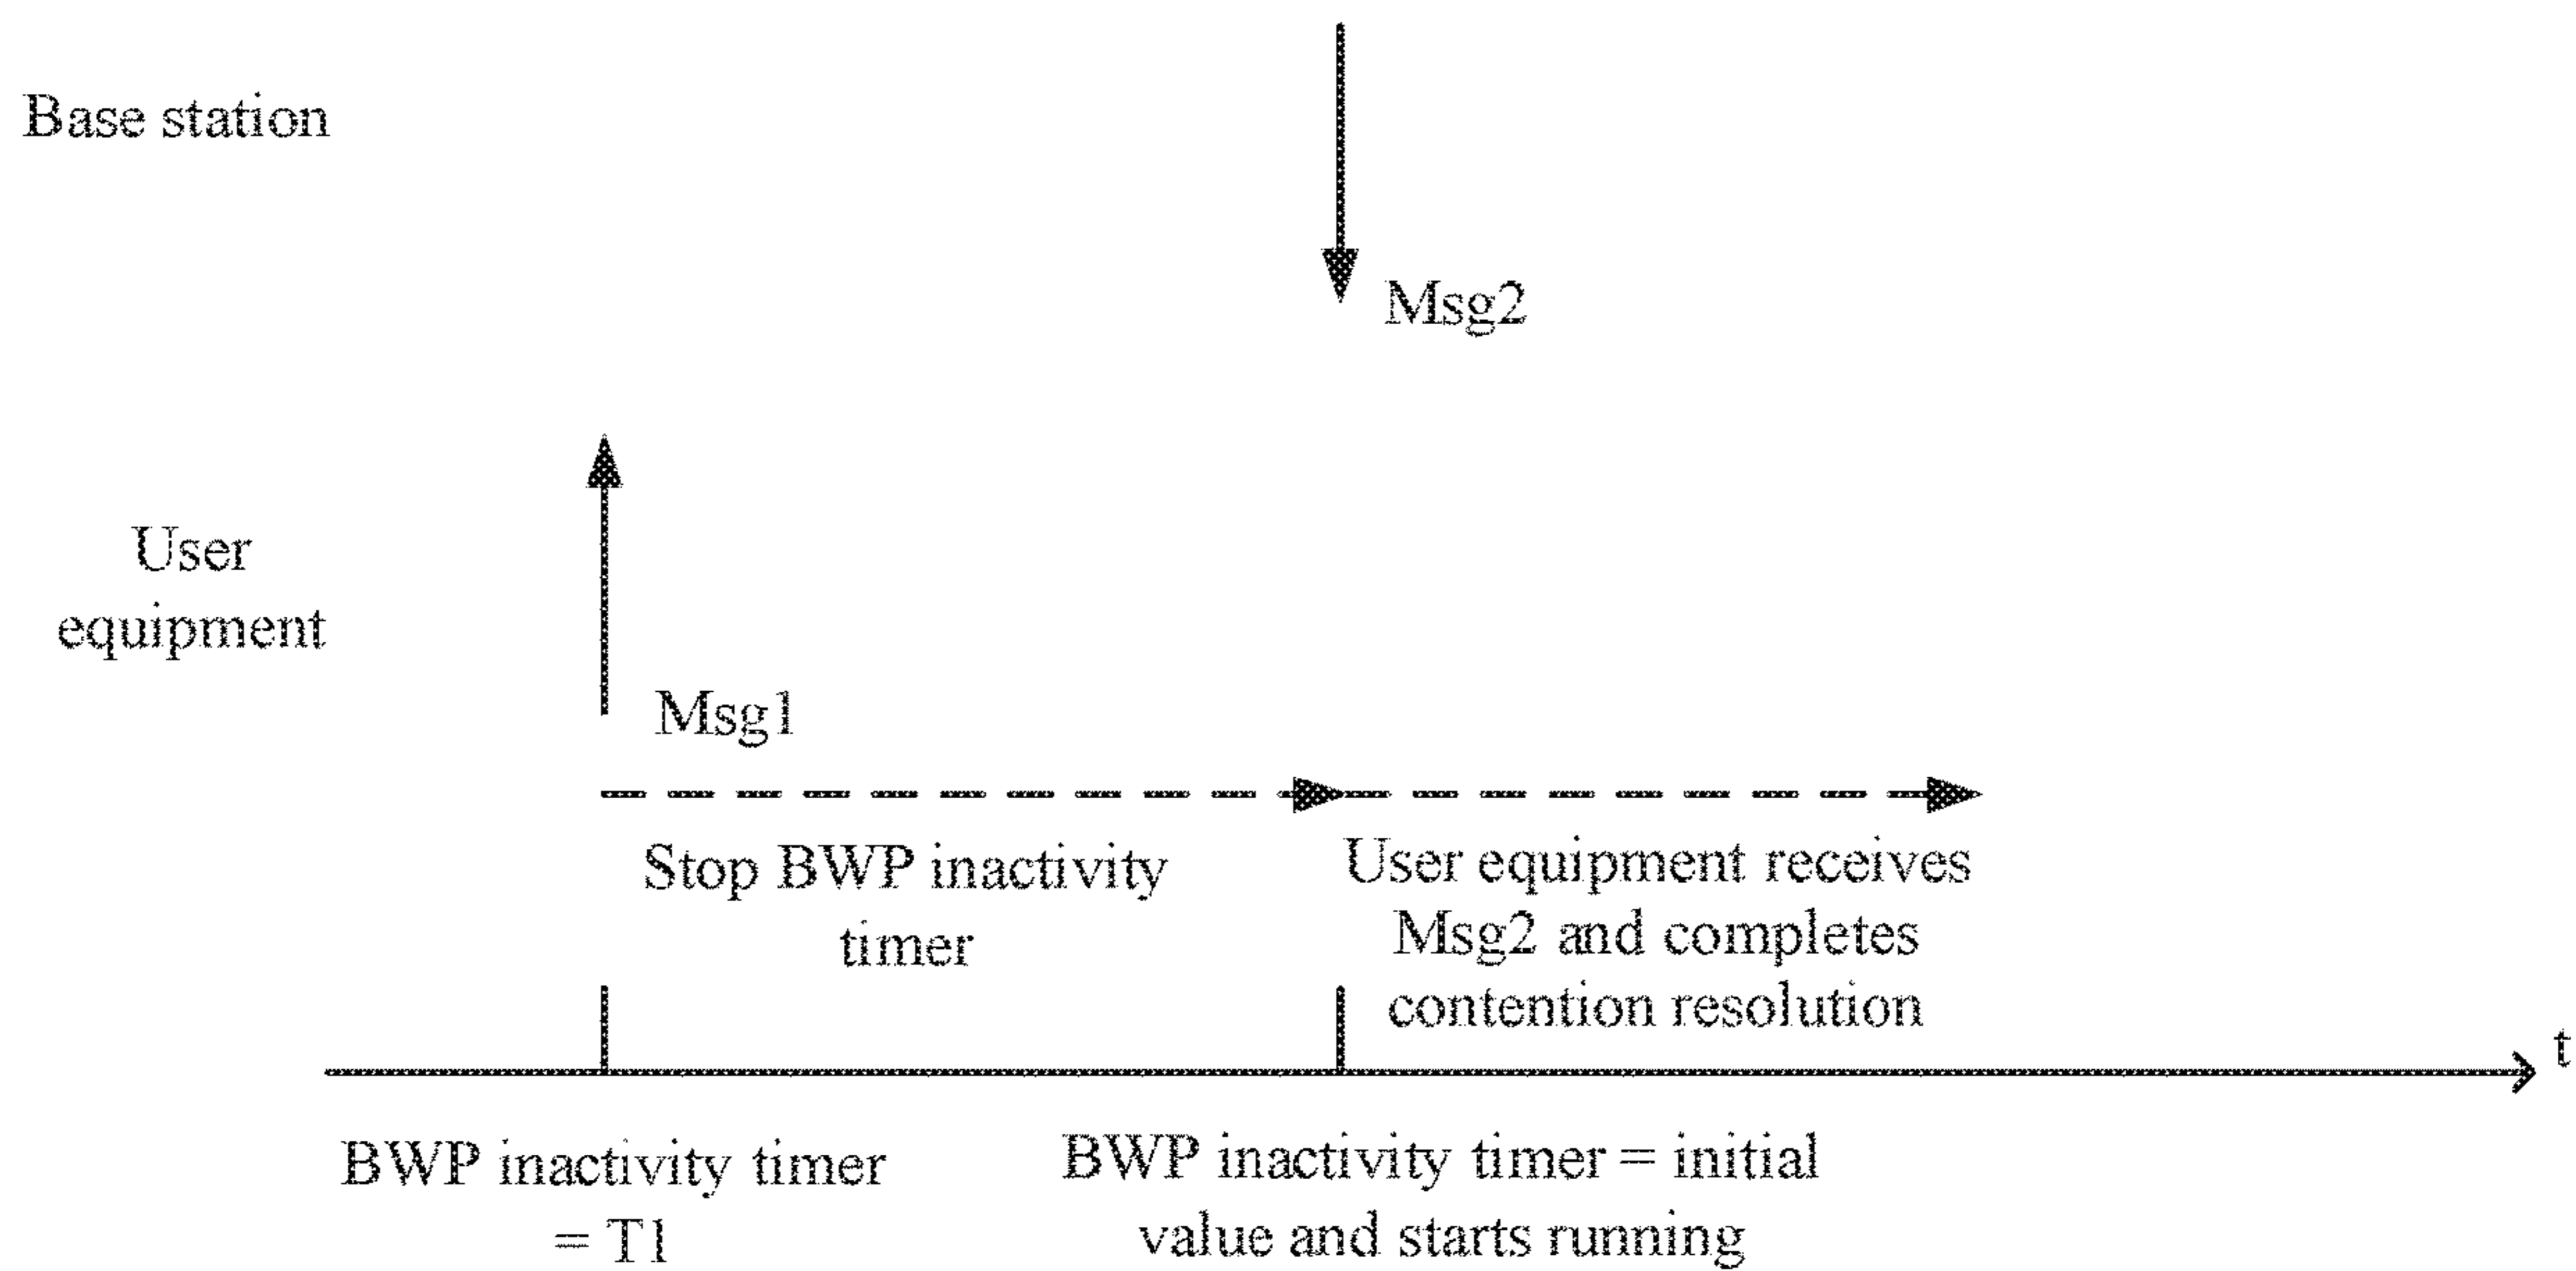 Base station
Msg2
User
equipment
Msg1
Stop BWP inactivity
timer
User equipment receives
Msg2 and completes
contention resolution
t
BWP inactivity timer
= T1
BWP inactivity timer = initial
value and starts running